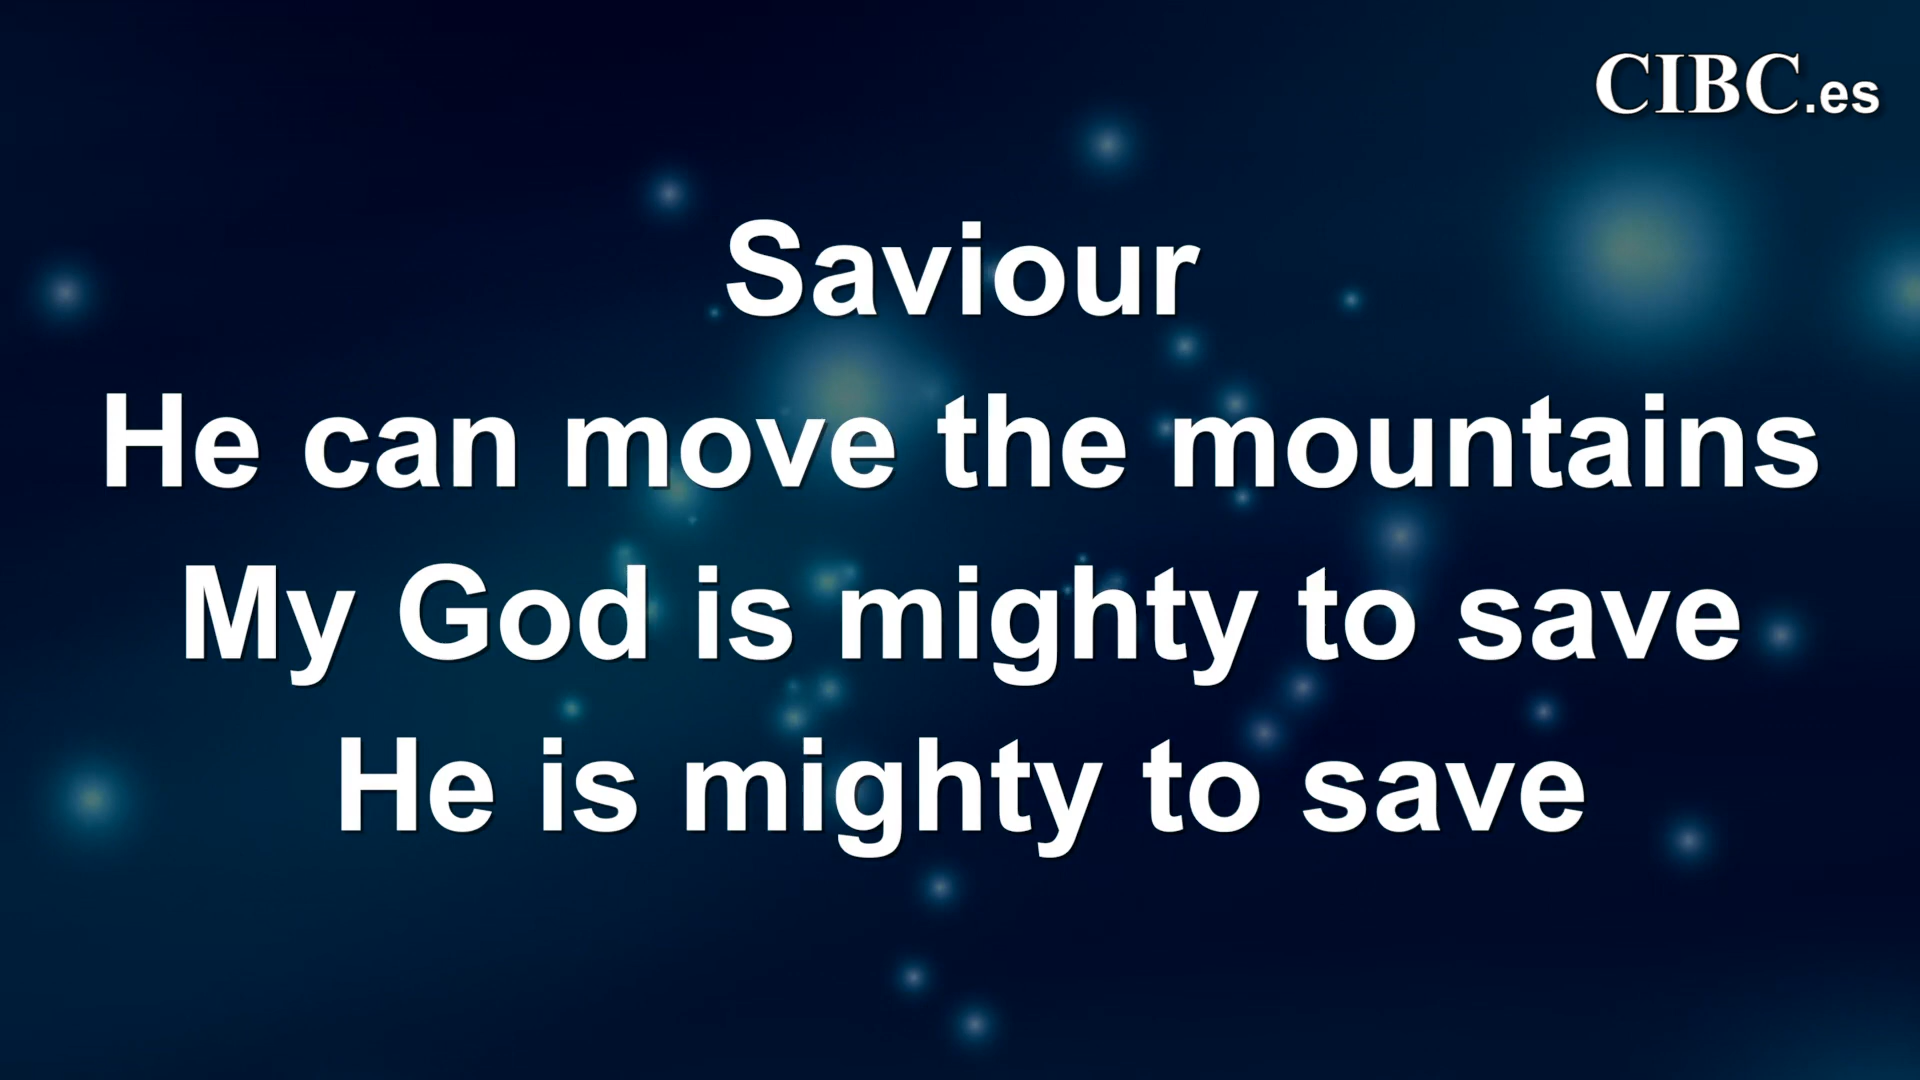 CIBC.es
Saviour
He can move the mountains
My God is mighty to save
He is mighty to save